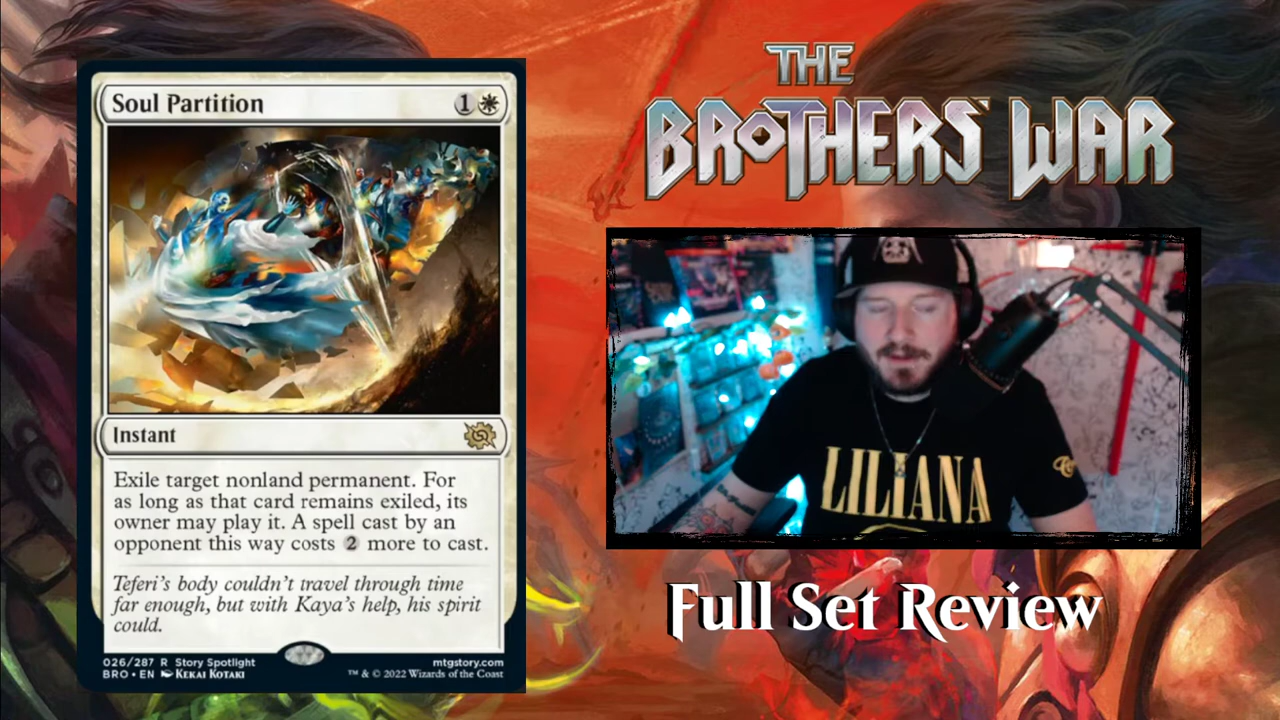 Soul Partition
1
Instant
Exile target nonland permanent. For
as long as that card remains exiled, its
owner may play it. A spell cast by an
opponent this way costs 2 more to cast.
Teferi's body couldn't travel through time
far enough, but with Kaya's help, his spirit
could.
026/287 R Story Spotlight
BRO • EN KEKAI KOTAKI
mtgstory.com
™ & © 2022 Wizards of the Coast
THE
BROTHERS' WAR
LILIANA
Full Set Review